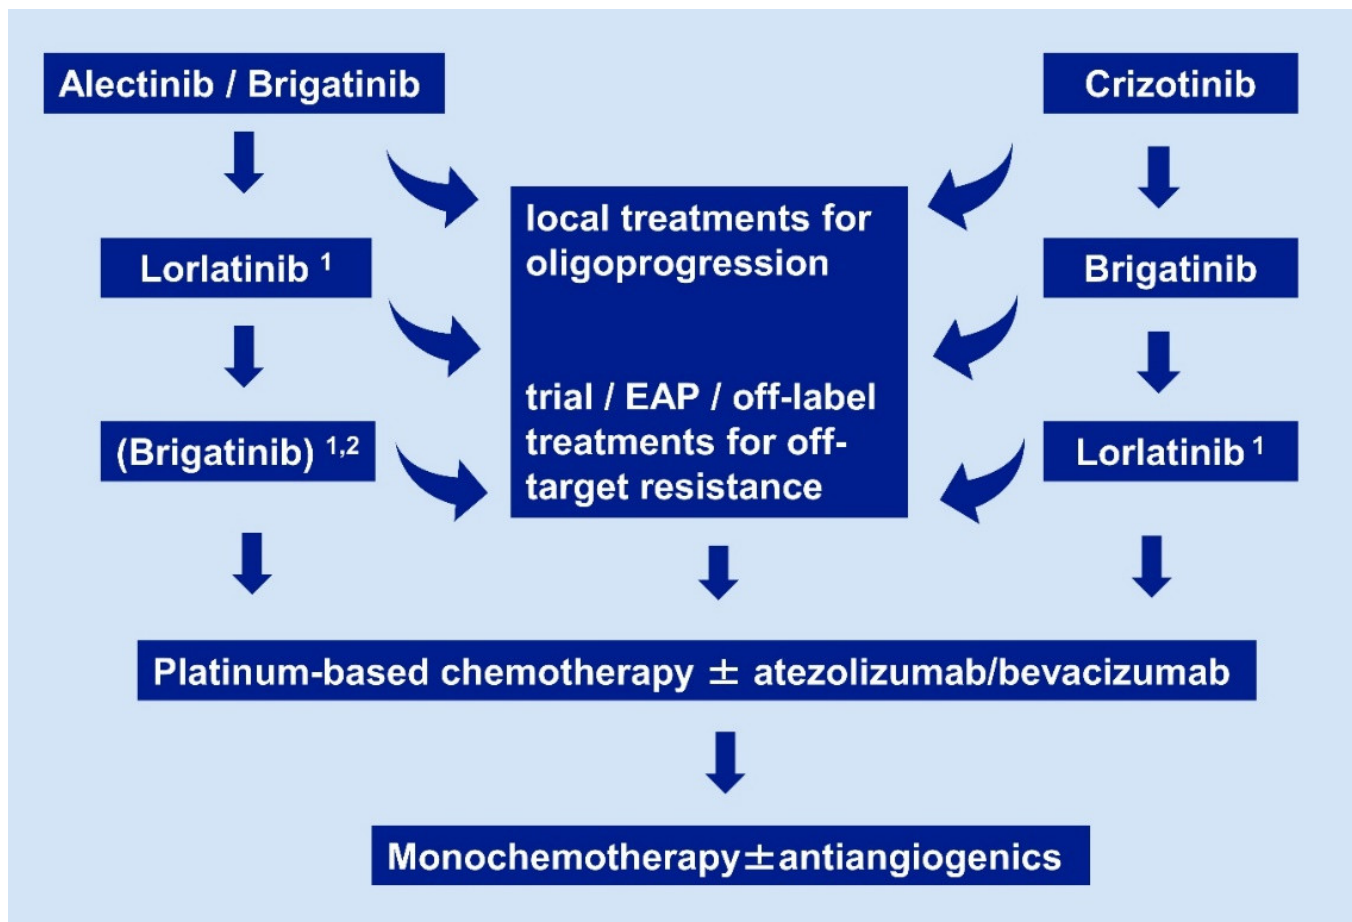 Alectinib / Brigatinib
Crizotinib
local treatments for
oligoprogression
Lorlatinib 1
Brigatinib
trial / EAP / off-label
treatments for off-
target resistance
(Brigatinib) 1,2
Lorlatinib 1
Platinum-based chemotherapy ± atezolizumab/bevacizumab
Monochemotherapy±antiangiogenics